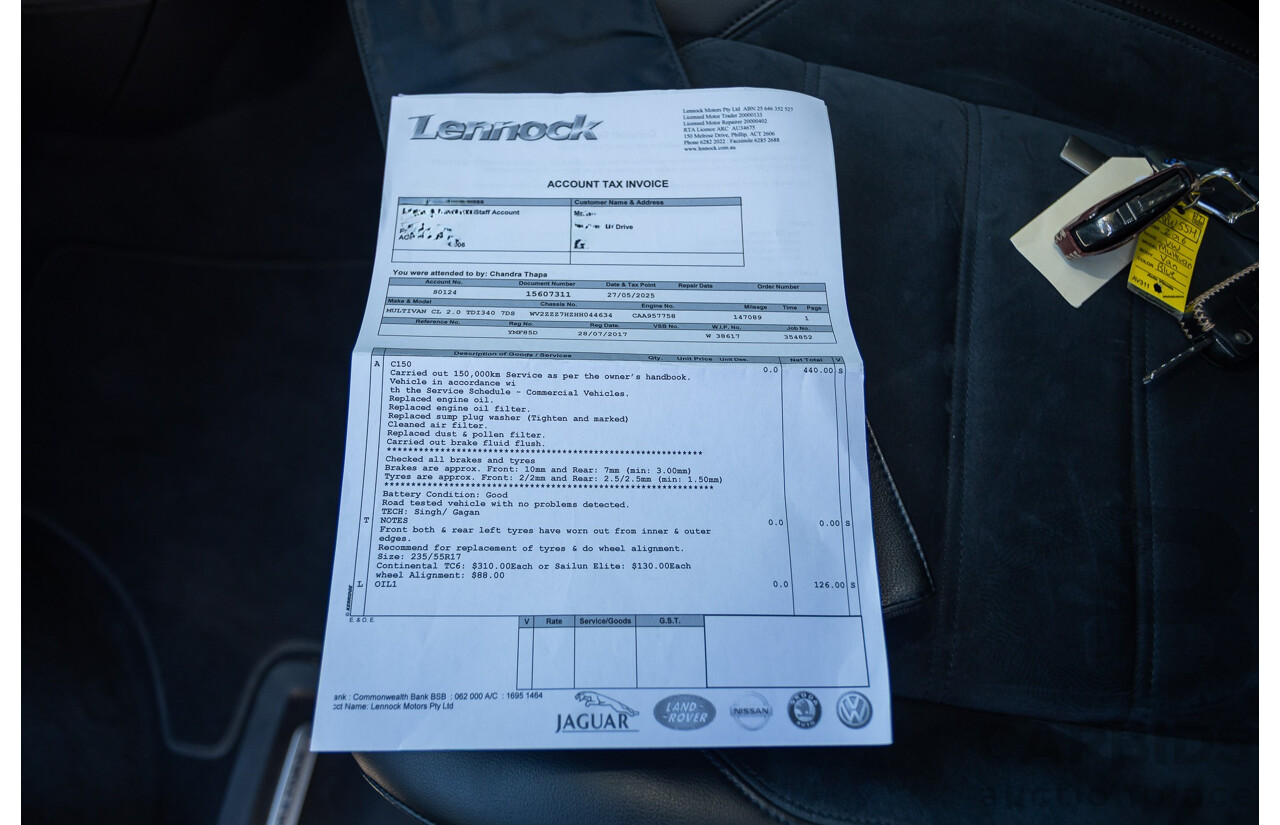 Lennock
Lennock Motors Pty Ltd ABN 25 646 352 525
Licensed Motor Trader 20000133
Licensed Motor Repairer 20000402
RTA Licence ARC AU34675
150 Melrose Drive, Phillip, ACT 2606
Phone 6282 2022 : Facsimile 6285 2688
www.lennock.com.au
ACCOUNT TAX INVOICE
Customer Name & Address
Staff Account
Mr.
Drive
You were attended to by: Chandra Thapa
Account No. Document Number Date & Tax Point Repair Date Order Number
80124 15607311 27/05/2025
Make & Model Chassis No. Engine No. Mileage Time Page
MULTIVAN CL 2.0 TDI340 7DS WV2ZZZ7HZHH044634 CAA957758 147089 1
Reference No. Reg No. Reg Date. VSB No. W.I.P. No. Job No.
YMF85D 28/07/2017 W 38617 354852
Description of Goods / Services Qty. Unit Price Unit Des. Net Total V
A C150 0.0 440.00 S
Carried out 150,000km Service as per the owner's handbook.
Vehicle in accordance wi
th the Service Schedule - Commercial Vehicles.
Replaced engine oil.
Replaced engine oil filter.
Replaced sump plug washer (Tighten and marked)
Cleaned air filter.
Replaced dust & pollen filter.
Carried out brake fluid flush.
************************************************************
Checked all brakes and tyres
Brakes are approx. Front: 10mm and Rear: 7mm (min: 3.00mm)
Tyres are approx. Front: 2/2mm and Rear: 2.5/2.5mm (min: 1.50mm)
**************************************************************
Battery Condition: Good
Road tested vehicle with no problems detected.
TECH: Singh/ Gagan
T NOTES 0.0 0.00 S
Front both & rear left tyres have worn out from inner & outer
edges.
Recommend for replacement of tyres & do wheel alignment.
Size: 235/55R17
Continental TC6: $310.00Each or Sailun Elite: $130.00Each
wheel Alignment: $88.00
L OIL1 0.0 126.00 S
E. & O. E.
V Rate Service/Goods G.S.T.
ank : Commonwealth Bank BSB : 062 000 A/C : 1695 1464
ct Name: Lennock Motors Pty Ltd
JAGUAR
LAND-
-ROVER
NISSAN
SKODA
AUTO
Multivan
Van
Blue